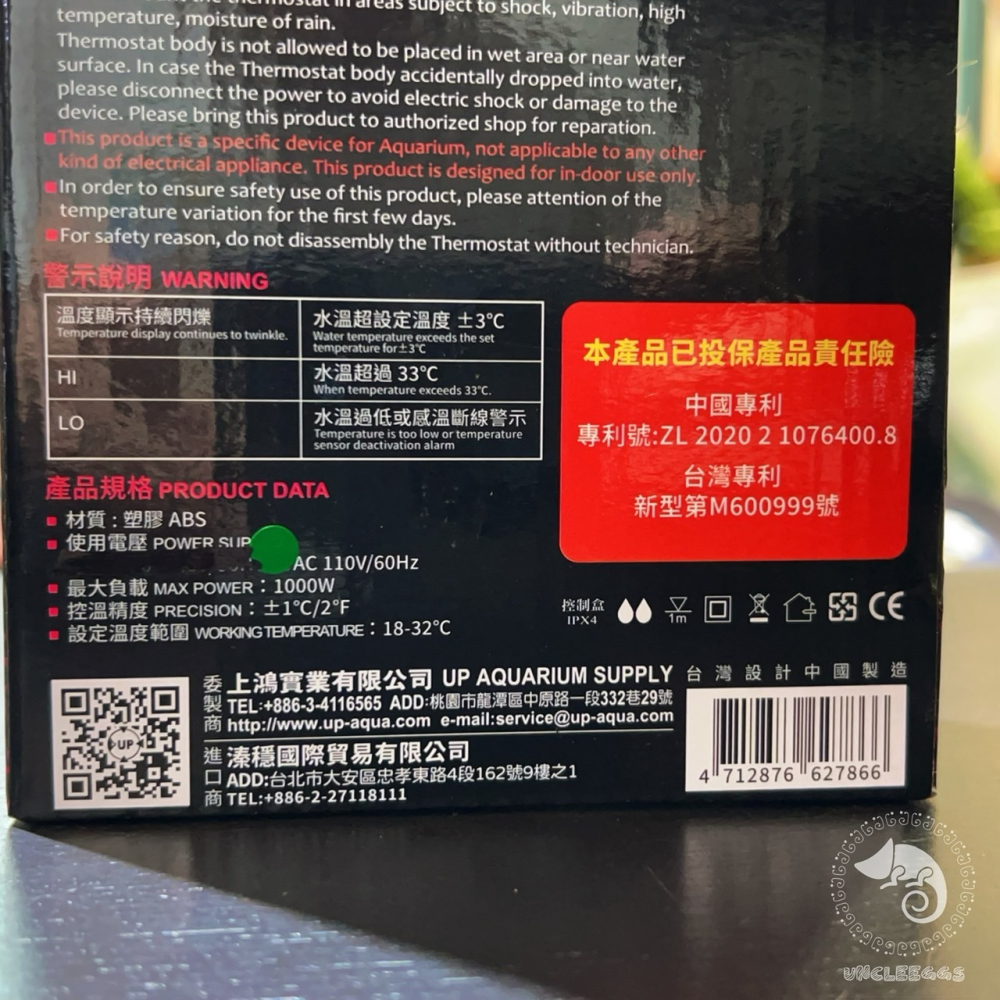 the thermostat in areas subject to shock, vibration, high
temperature, moisture of rain.
Thermostat body is not allowed to be placed in wet area or near water
surface. In case the Thermostat body accidentally dropped into water,
please disconnect the power to avoid electric shock or damage to the
device. Please bring this product to authorized shop for reparation.
This product is a specific device for Aquarium, not applicable to any other
kind of electrical appliance. This product is designed for in-door use only.
In order to ensure safety use of this product, please attention of the
temperature variation for the first few days.
For safety reason, do not disassembly the Thermostat without technician.
警示說明 WARNING
溫度顯示持續閃爍
Temperature display continues to twinkle.
水溫超設定溫度 ±3℃
Water temperature exceeds the set
temperature for±3℃
HI
水溫超過 33℃
When temperature exceeds 33℃.
LO
水溫過低或感溫斷線警示
Temperature is too low or temperature
sensor deactivation alarm
本產品已投保產品責任險
中國專利
專利號:ZL 2020 2 1076400.8
台灣專利
新型第M600999號
產品規格 PRODUCT DATA
材質 : 塑膠 ABS
使用電壓 POWER SUP
AC 110V/60Hz
最大負載 MAX POWER：1000W
控溫精度 PRECISION：±1℃/2℉
設定溫度範圍 WORKING TEMPERATURE：18-32℃
控制盒
IPX4
1m
CE
UP
委製商
上鴻實業有限公司 UP AQUARIUM SUPPLY
TEL:+886-3-4116565 ADD:桃園市龍潭區中原路一段332巷29號
http://www.up-aqua.com e-mail:service@up-aqua.com
進口商
溱穩國際貿易有限公司
ADD:台北市大安區忠孝東路4段162號9樓之1
TEL:+886-2-27118111
台灣設計中國製造
4 712876 627866
UNCLEEGGS